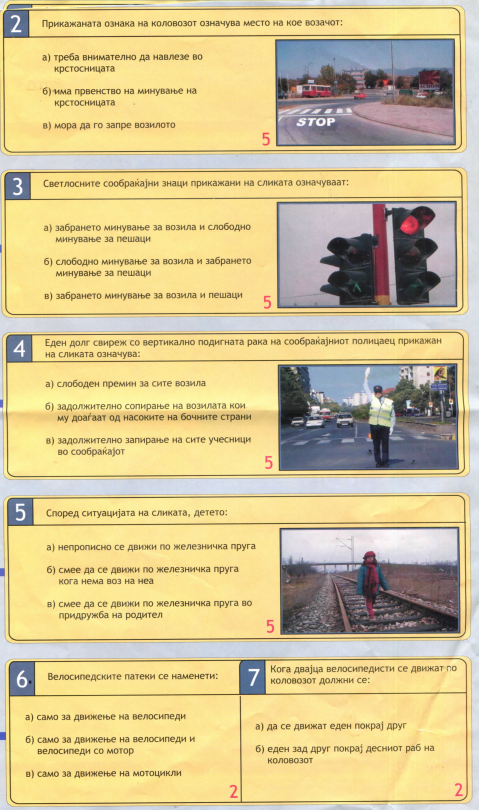 2
Прикажаната ознака на коловозот означува место на кое возачот:
а) треба внимателно да навлезе во
крстосницата
б) има првенство на минување на
крстосницата
в) мора да го запре возилото
STOP
5
3
Светлосните сообраќајни знаци прикажани на сликата означуваат:
а) забрането минување за возила и слободно
минување за пешаци
б) слободно минување за возила и забрането
минување за пешаци
в) забрането минување за возила и пешаци
5
4
Еден долг свиреж со вертикално подигната рака на сообраќајниот полицаец прикажан
на сликата означува:
а) слободен премин за сите возила
б) задолжително сопирање на возилата кои
му доаѓаат од насоките на бочните страни
в) задолжително запирање на сите учесници
во сообраќајот
5
5
Според ситуацијата на сликата, детето:
а) непрописно се движи по железничка пруга
б) смее да се движи по железничка пруга
кога нема воз на неа
в) смее да се движи по железничка пруга во
придружба на родител
5
6.
Велосипедските патеки се наменети:
а) само за движење на велосипеди
б) само за движење на велосипеди и
велосипеди со мотор
в) само за движење на мотоцикли
2
7
Кога двајца велосипедисти се движат по
коловозот должни се:
а) да се движат еден покрај друг
б) еден зад друг покрај десниот раб на
коловозот
2